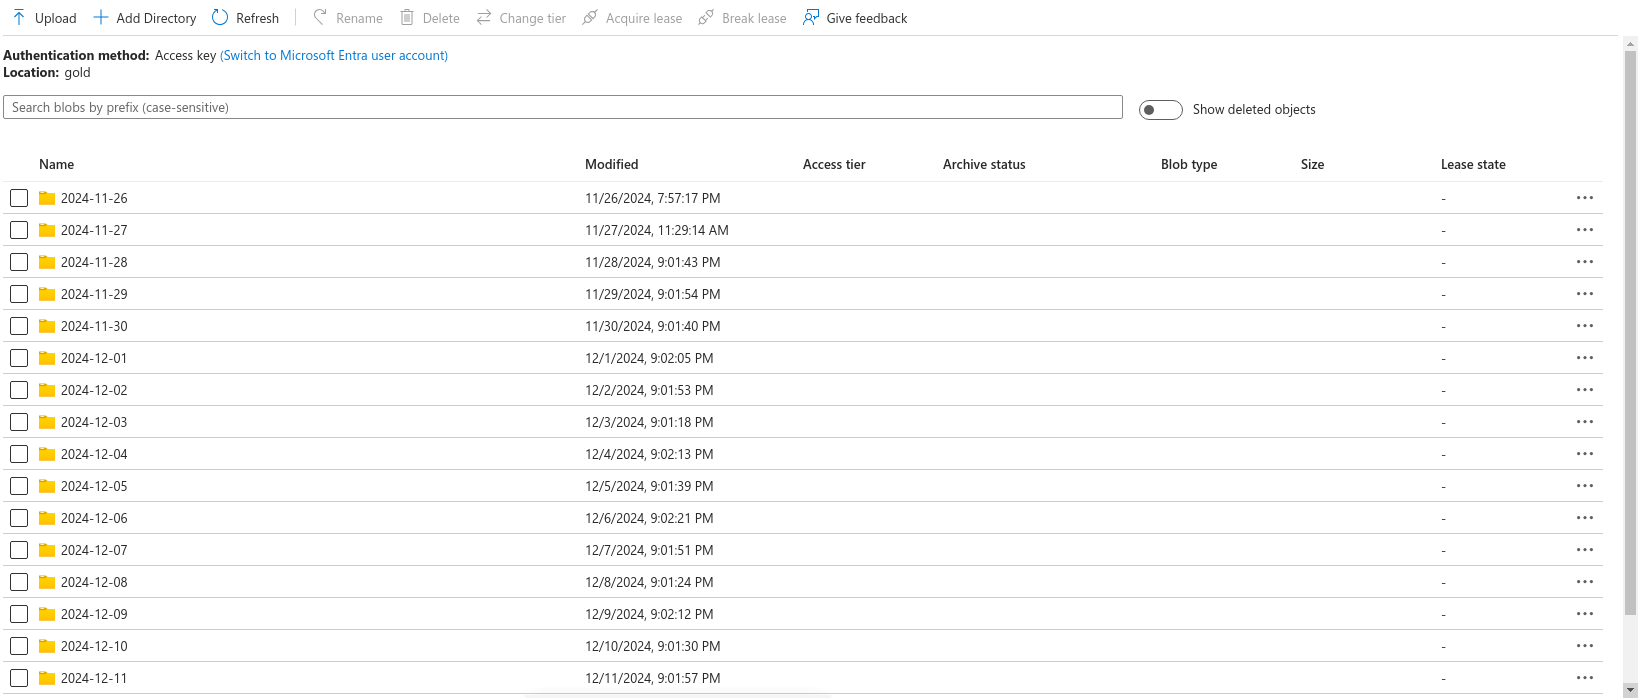 Upload Add Directory Refresh Rename Delete Change tier Acquire lease Break lease Give feedback
Authentication method: Access key (Switch to Microsoft Entra user account)
Location: gold
Search blobs by prefix (case-sensitive) Show deleted objects
Name Modified Access tier Archive status Blob type Size Lease state
2024-11-26 11/26/2024, 7:57:17 PM - ...
2024-11-27 11/27/2024, 11:29:14 AM - ...
2024-11-28 11/28/2024, 9:01:43 PM - ...
2024-11-29 11/29/2024, 9:01:54 PM - ...
2024-11-30 11/30/2024, 9:01:40 PM - ...
2024-12-01 12/1/2024, 9:02:05 PM - ...
2024-12-02 12/2/2024, 9:01:53 PM - ...
2024-12-03 12/3/2024, 9:01:18 PM - ...
2024-12-04 12/4/2024, 9:02:13 PM - ...
2024-12-05 12/5/2024, 9:01:39 PM - ...
2024-12-06 12/6/2024, 9:02:21 PM - ...
2024-12-07 12/7/2024, 9:01:51 PM - ...
2024-12-08 12/8/2024, 9:01:24 PM - ...
2024-12-09 12/9/2024, 9:02:12 PM - ...
2024-12-10 12/10/2024, 9:01:30 PM - ...
2024-12-11 12/11/2024, 9:01:57 PM - ...